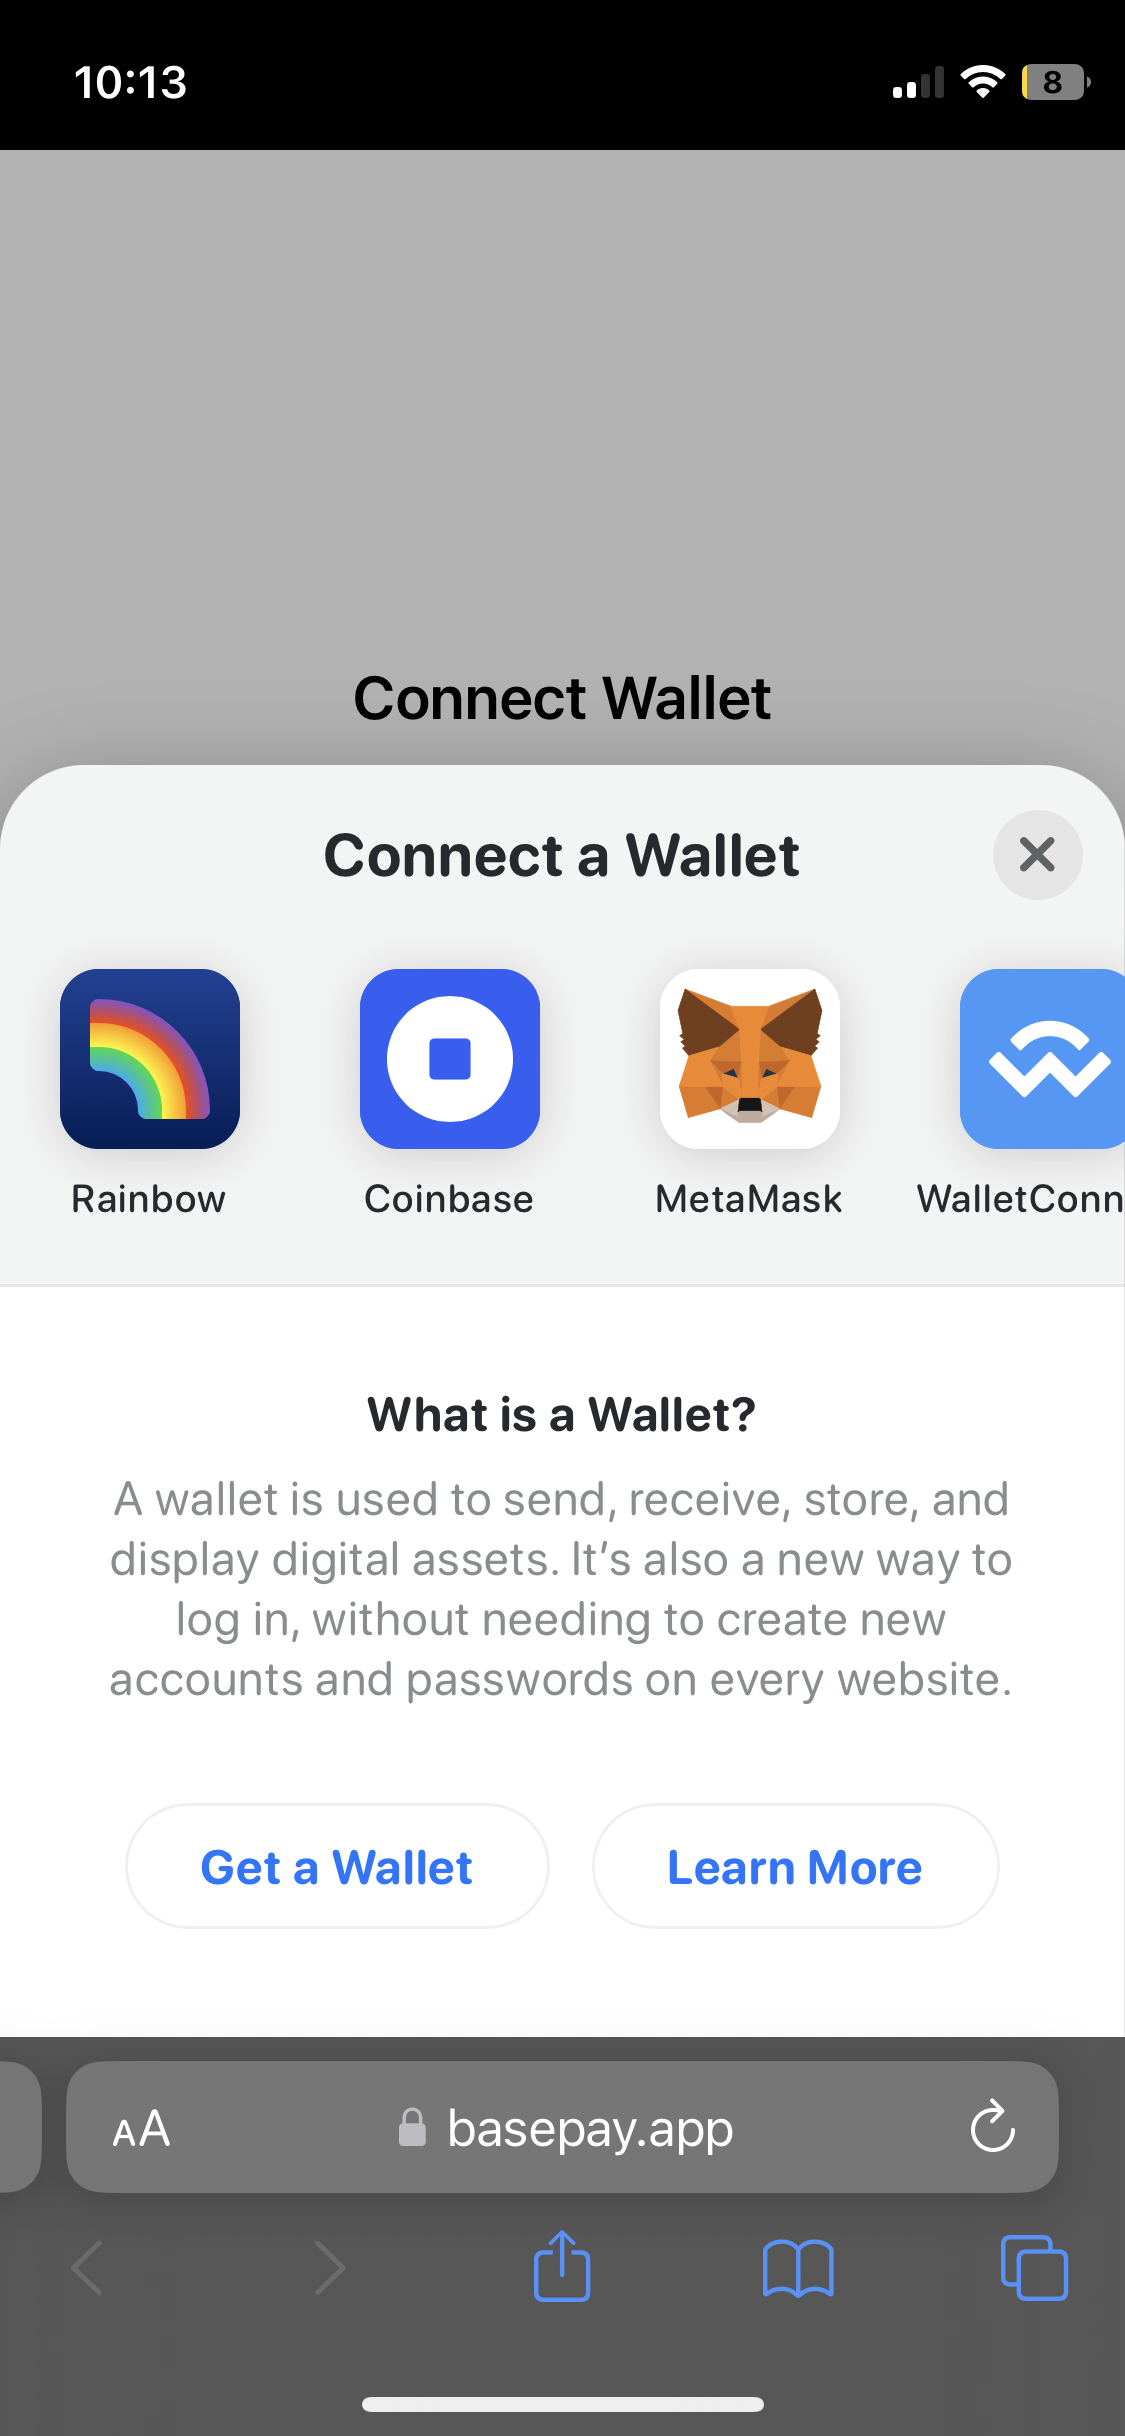 10:13
8
Connect Wallet
Connect a Wallet
Rainbow
Coinbase
MetaMask
WalletConn
What is a Wallet?
A wallet is used to send, receive, store, and
display digital assets. It’s also a new way to
log in, without needing to create new
accounts and passwords on every website.
Get a Wallet
Learn More
AA
basepay.app